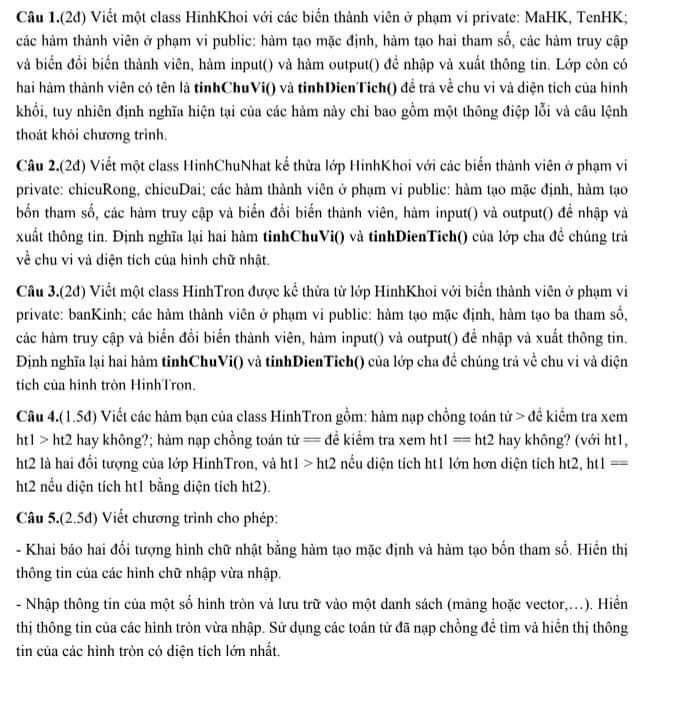 Câu 1.(2đ) Viết một class HinhKhoi với các biến thành viên ở phạm vi private: MaHK, TenHK;
các hàm thành viên ở phạm vi public: hàm tạo mặc định, hàm tạo hai tham số, các hàm truy cập
và biến đổi biến thành viên, hàm input() và hàm output() để nhập và xuất thông tin. Lớp còn có
hai hàm thành viên có tên là tinhChuVi() và tinhDienTich() để trả về chu vi và diện tích của hình
khối, tuy nhiên định nghĩa hiện tại của các hàm này chỉ bao gồm một thông điệp lỗi và câu lệnh
thoát khỏi chương trình.
Câu 2.(2đ) Viết một class HinhChuNhat kế thừa lớp HinhKhoi với các biến thành viên ở phạm vi
private: chieuRong, chieuDai; các hàm thành viên ở phạm vi public: hàm tạo mặc định, hàm tạo
bốn tham số, các hàm truy cập và biến đổi biến thành viên, hàm input() và output() để nhập và
xuất thông tin. Định nghĩa lại hai hàm tinhChuVi() và tinhDienTich() của lớp cha để chúng trả
về chu vi và diện tích của hình chữ nhật.
Câu 3.(2đ) Viết một class HinhTron được kế thừa từ lớp HinhKhoi với biến thành viên ở phạm vi
private: banKinh; các hàm thành viên ở phạm vi public: hàm tạo mặc định, hàm tạo ba tham số,
các hàm truy cập và biến đổi biến thành viên, hàm input() và output() để nhập và xuất thông tin.
Định nghĩa lại hai hàm tinhChuVi() và tinhDienTich() của lớp cha để chúng trả về chu vi và diện
tích của hình tròn HinhTron.
Câu 4.(1.5đ) Viết các hàm bạn của class HinhTron gồm: hàm nạp chồng toán tử > để kiểm tra xem
ht1 > ht2 hay không?; hàm nạp chồng toán tử == để kiểm tra xem ht1 == ht2 hay không? (với ht1,
ht2 là hai đối tượng của lớp HinhTron, và ht1 > ht2 nếu diện tích ht1 lớn hơn diện tích ht2, ht1 ==
ht2 nếu diện tích ht1 bằng diện tích ht2).
Câu 5.(2.5đ) Viết chương trình cho phép:
- Khai báo hai đối tượng hình chữ nhật bằng hàm tạo mặc định và hàm tạo bốn tham số. Hiển thị
thông tin của các hình chữ nhập vừa nhập.
- Nhập thông tin của một số hình tròn và lưu trữ vào một danh sách (mảng hoặc vector,…). Hiển
thị thông tin của các hình tròn vừa nhập. Sử dụng các toán tử đã nạp chồng để tìm và hiển thị thông
tin của các hình tròn có diện tích lớn nhất.